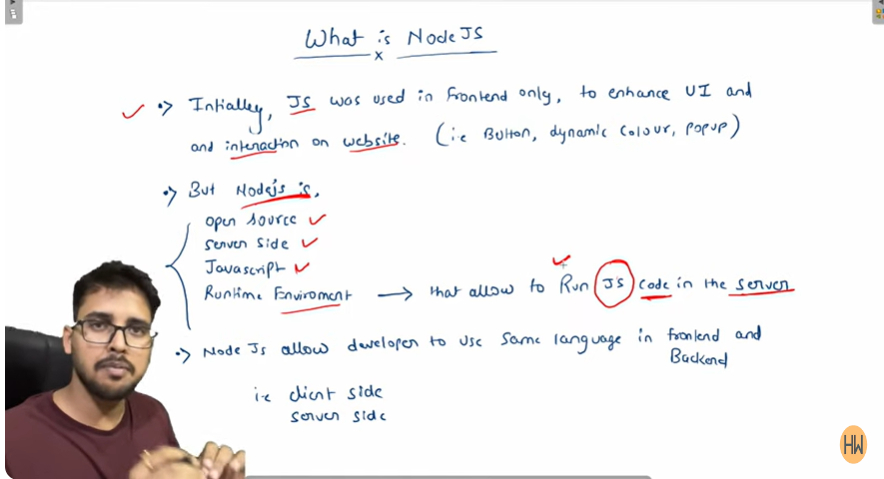 What is NodeJS
x
Initialley, JS was used in Frontend only, to enhance UI and
and interaction on website. (i.e Button, dynamic Colour, Popup)
But Nodejs is,
open source
server side
Javascript
Runtime Enviroment → that allow to Run JS Code in the server
Node Js allow developer to use same language in frontend and
Backend
i.e client side
server side
HW